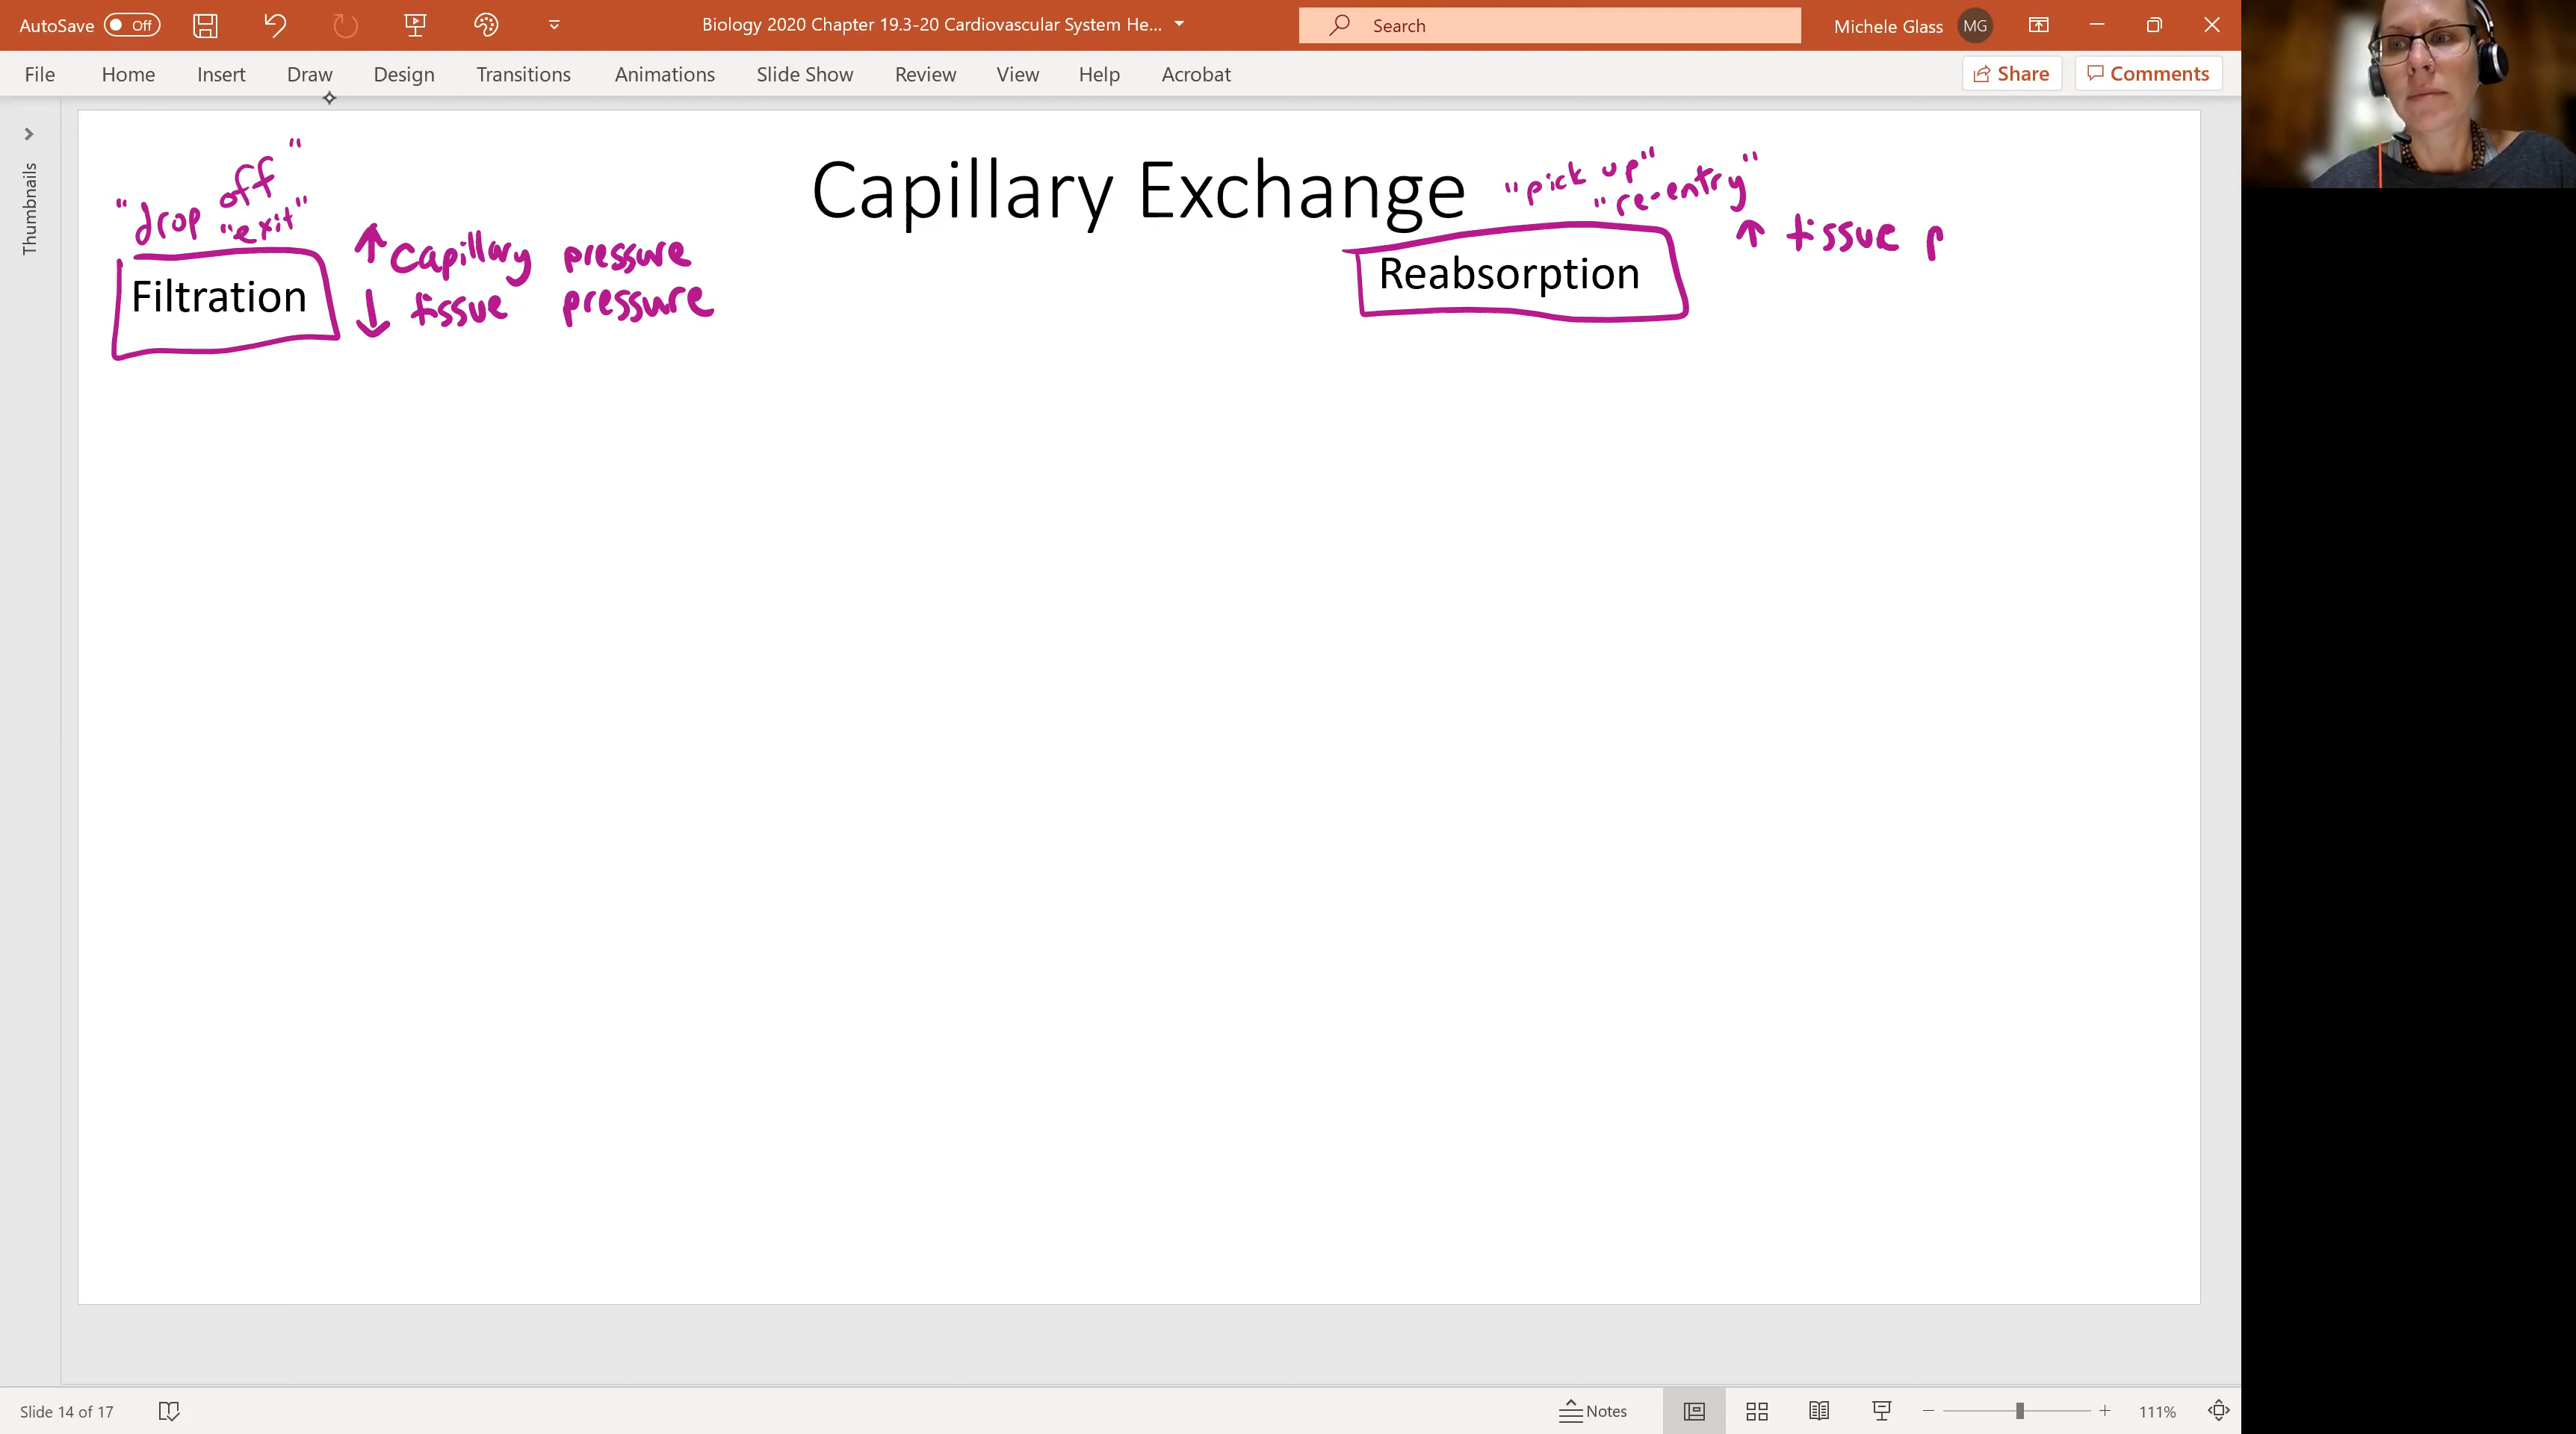 AutoSave Off
Biology 2020 Chapter 19.3-20 Cardiovascular System He...
Search
Michele Glass MG
File Home Insert Draw Design Transitions Animations Slide Show Review View Help Acrobat
Share Comments
Thumbnails
Capillary Exchange
"drop off"
"exit"
Filtration
↑ capillary pressure
↓ tissue pressure
"pick up"
"re-entry"
Reabsorption
↑ tissue p
Slide 14 of 17
Notes
111%